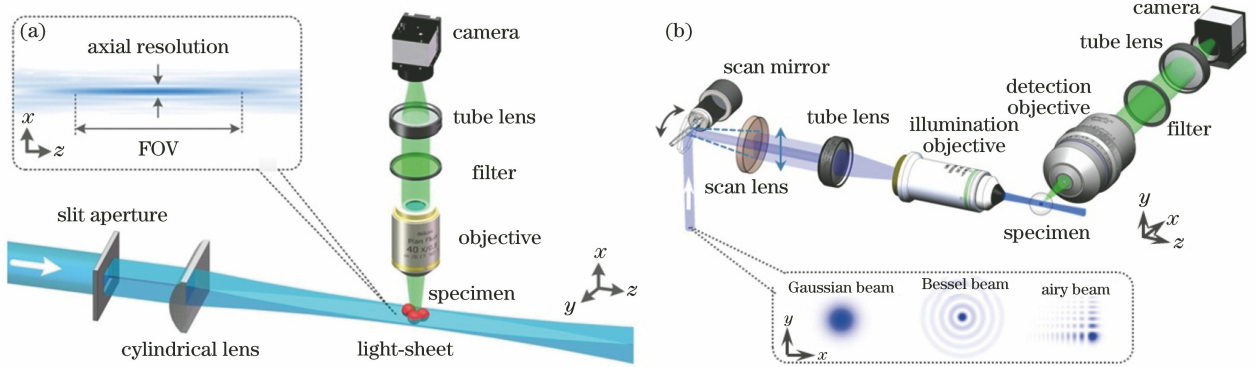 (a)
axial resolution
x
z
FOV
slit aperture
cylindrical lens
light-sheet
camera
tube lens
filter
objective
40
specimen
x
y
z
(b)
scan mirror
scan lens
tube lens
illumination
objective
detection
objective
camera
tube lens
filter
specimen
y
x
z
Gaussian beam
Bessel beam
airy beam
y
x